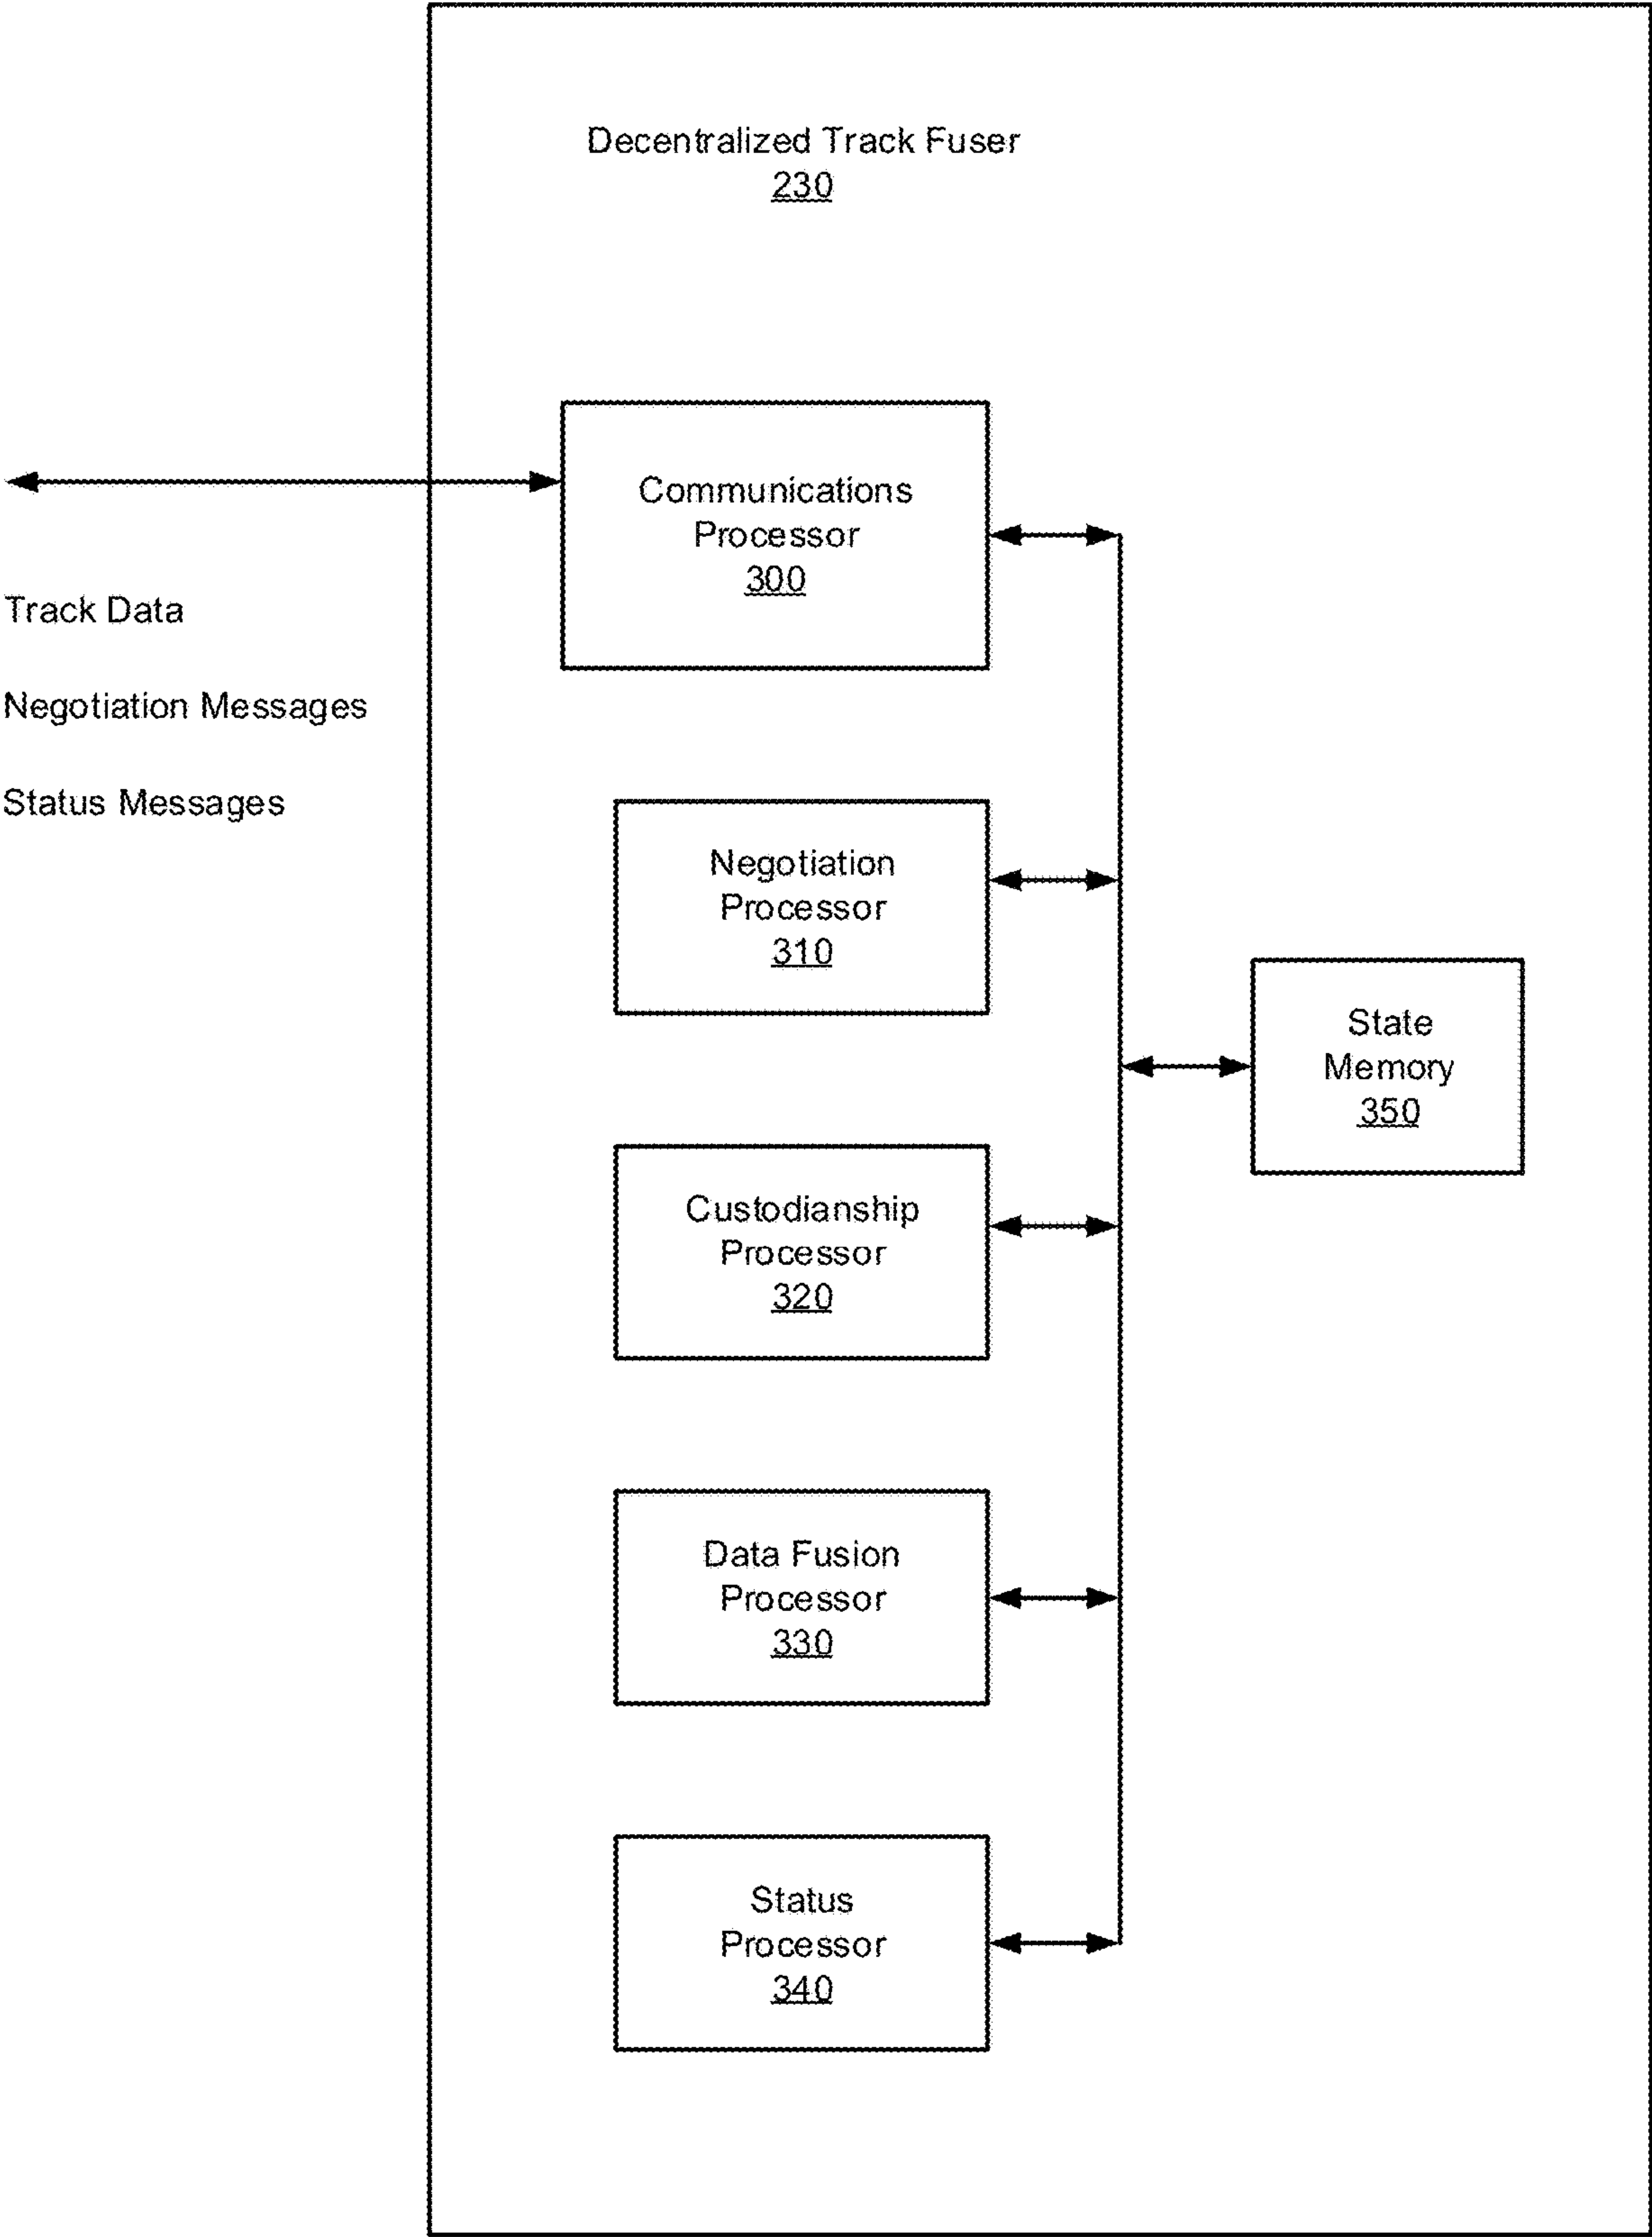 Decentralized Track Fuser
230
Communications
Processor
300
Track Data
Negotiation Messages
Status Messages
Negotiation
Processor
310
State
Memory
350
Custodianship
Processor
320
Data Fusion
Processor
330
Status
Processor
340